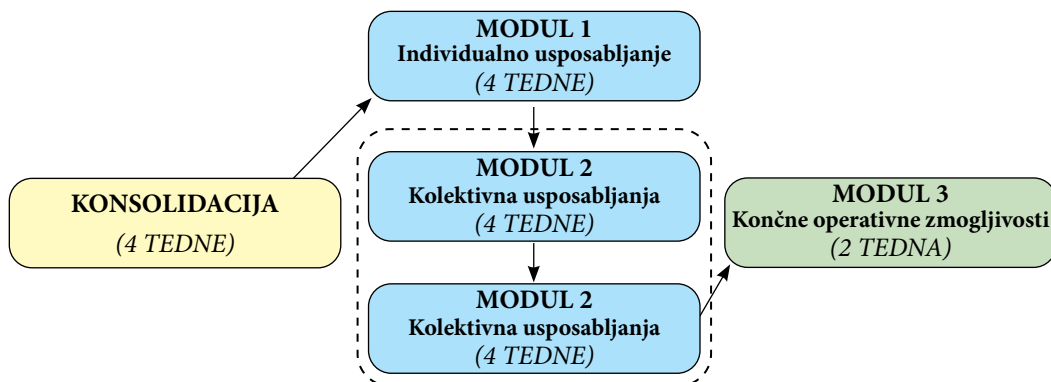 MODUL 1
Individualno usposabljanje
(4 TEDNE)
KONSOLIDACIJA
(4 TEDNE)
MODUL 2
Kolektivna usposabljanja
(4 TEDNE)
MODUL 2
Kolektivna usposabljanja
(4 TEDNE)
MODUL 3
Končne operativne zmogljivosti
(2 TEDNA)